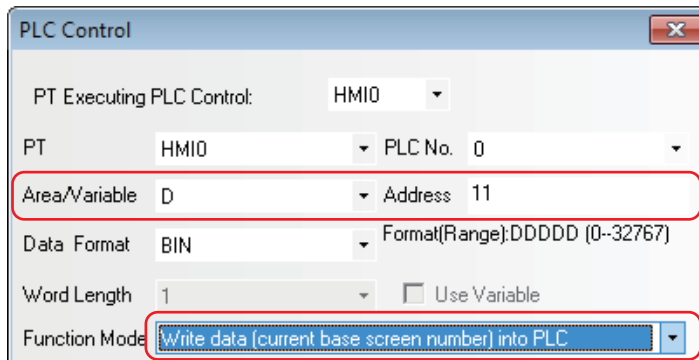 PLC Control
PT Executing PLC Control: HMI0
PT HMI0 PLC No. 0
Area/Variable D Address 11
Data Format BIN Format(Range):DDDDD (0--32767)
Word Length 1 Use Variable
Function Mode Write data (current base screen number) into PLC